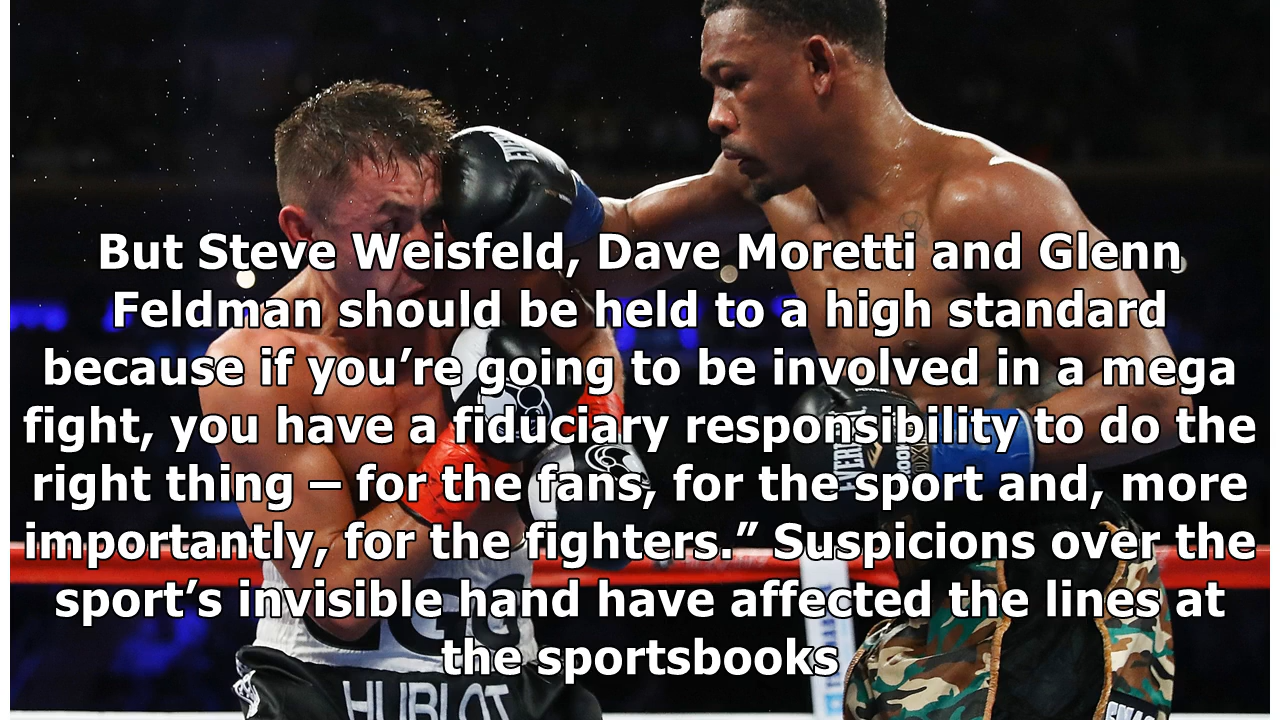 But Steve Weisfeld, Dave Moretti and Glenn
Feldman should be held to a high standard
because if you’re going to be involved in a mega
fight, you have a fiduciary responsibility to do the
right thing – for the fans, for the sport and, more
importantly, for the fighters.” Suspicions over the
sport’s invisible hand have affected the lines at
the sportsbooks
HUBLOT